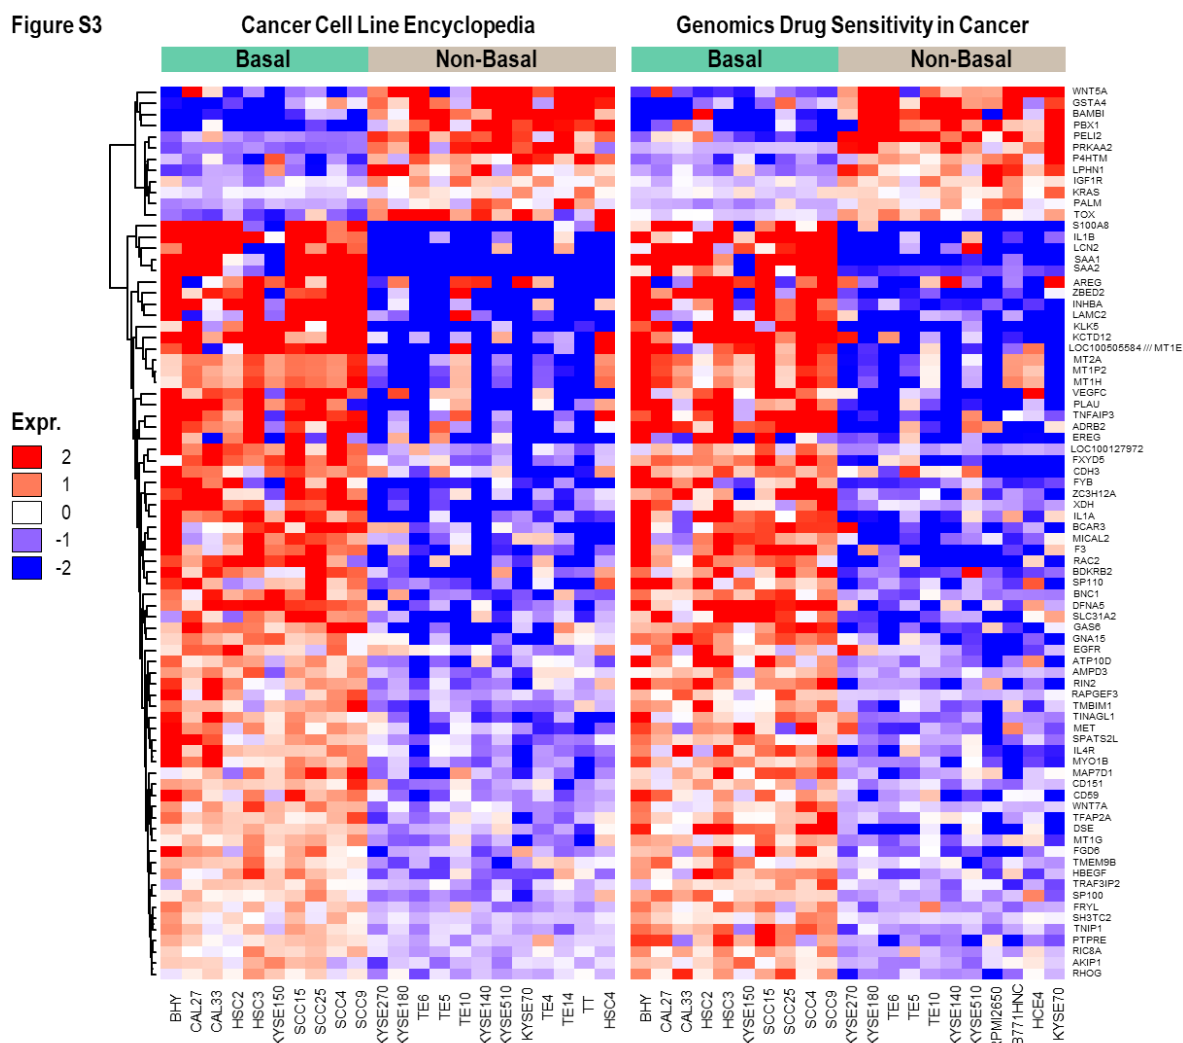 Figure S3
Cancer Cell Line Encyclopedia
Genomics Drug Sensitivity in Cancer
Basal
Non-Basal
Basal
Non-Basal
WNT5A
GSTA4
BAMBI
PBX1
PELI2
PRKAA2
P4HTM
LPHN1
IGF1R
KRAS
PALM
TOX
S100A8
IL1B
LCN2
SAA1
SAA2
AREG
ZBED2
INHBA
LAMC2
KLK5
KCTD12
LOC100505584 /// MT1E
MT2A
MT1P2
MT1H
VEGFC
PLAU
TNFAIP3
ADRB2
EREG
LOC100127972
FXYD5
CDH3
FYB
ZC3H12A
XDH
IL1A
BCAR3
MICAL2
F3
RAC2
BDKRB2
SP110
BNC1
DFNA5
SLC31A2
GAS6
GNA15
EGFR
ATP10D
AMPD3
RIN2
RAPGEF3
TMBIM1
TINAGL1
MET
SPATS2L
IL4R
MYO1B
MAP7D1
CD151
CD59
WNT7A
TFAP2A
DSE
MT1G
FGD6
TMEM9B
HBEGF
TRAF3IP2
SP100
FRYL
SH3TC2
TNIP1
PTPRE
RIC8A
AKIP1
RHOG
Expr.
2
1
0
-1
-2
BHY
CAL27
CAL33
HSC2
HSC3
KYSE150
SCC15
SCC25
SCC4
SCC9
KYSE270
KYSE180
TE6
TE5
TE10
KYSE140
KYSE510
KYSE70
TE4
TE14
TT
HSC4
BHY
CAL27
CAL33
HSC2
HSC3
KYSE150
SCC15
SCC25
SCC4
SCC9
KYSE270
KYSE180
TE6
TE5
TE10
KYSE140
KYSE510
RPMI2650
B771HNC
HCE4
KYSE70